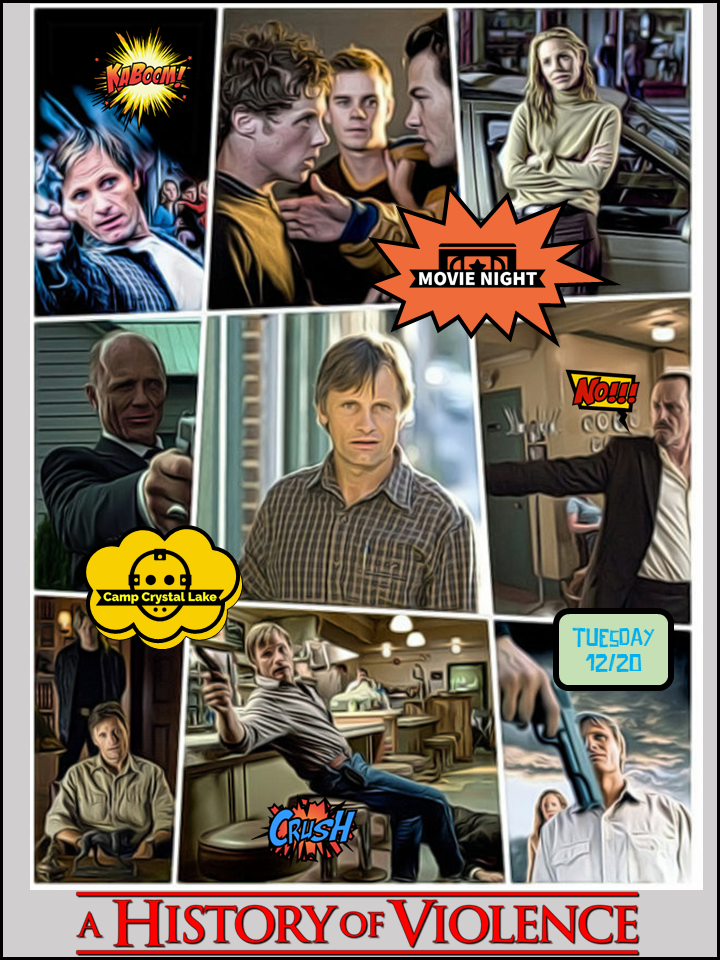 KABOOM!
MOVIE NIGHT
NO!!!
Camp Crystal Lake
TUESDAY
12/20
CRUSH
A HISTORY OF VIOLENCE